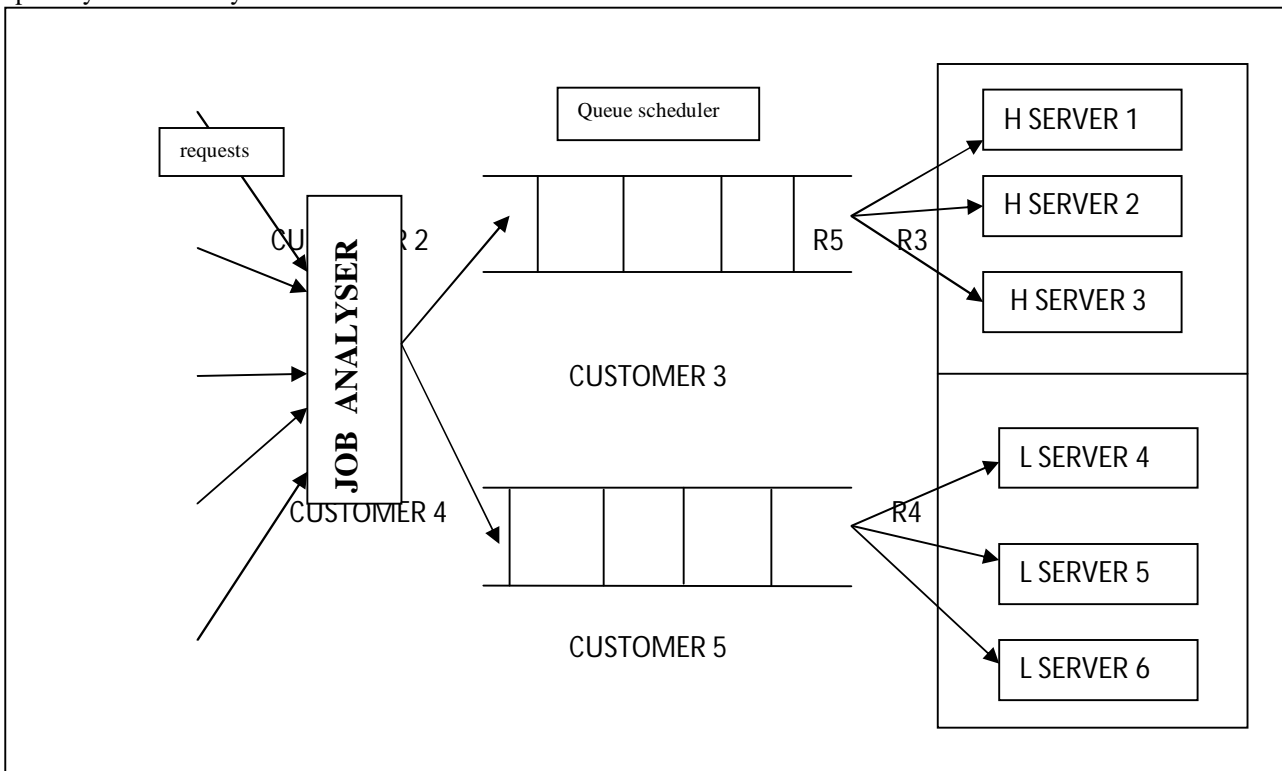 requests
Queue scheduler
H SERVER 1
H SERVER 2
H SERVER 3
JOB ANALYSER
R 2
R5
R3
CUSTOMER 3
CUSTOMER 4
R4
CUSTOMER 5
L SERVER 4
L SERVER 5
L SERVER 6